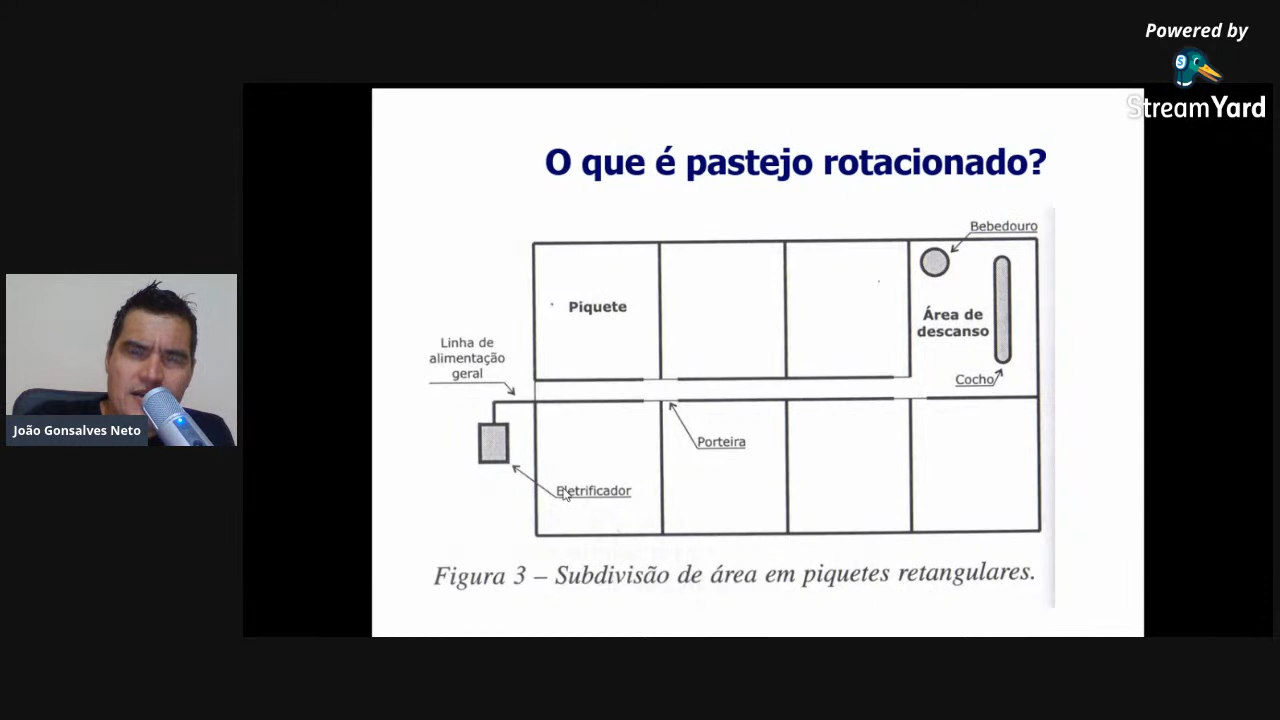 Powered by
StreamYard
O que é pastejo rotacionado?
Bebedouro
Piquete
Área de
descanso
Linha de
alimentação
geral
Cocho
João Gonsalves Neto
Porteira
Eletrificador
Figura 3 – Subdivisão de área em piquetes retangulares.